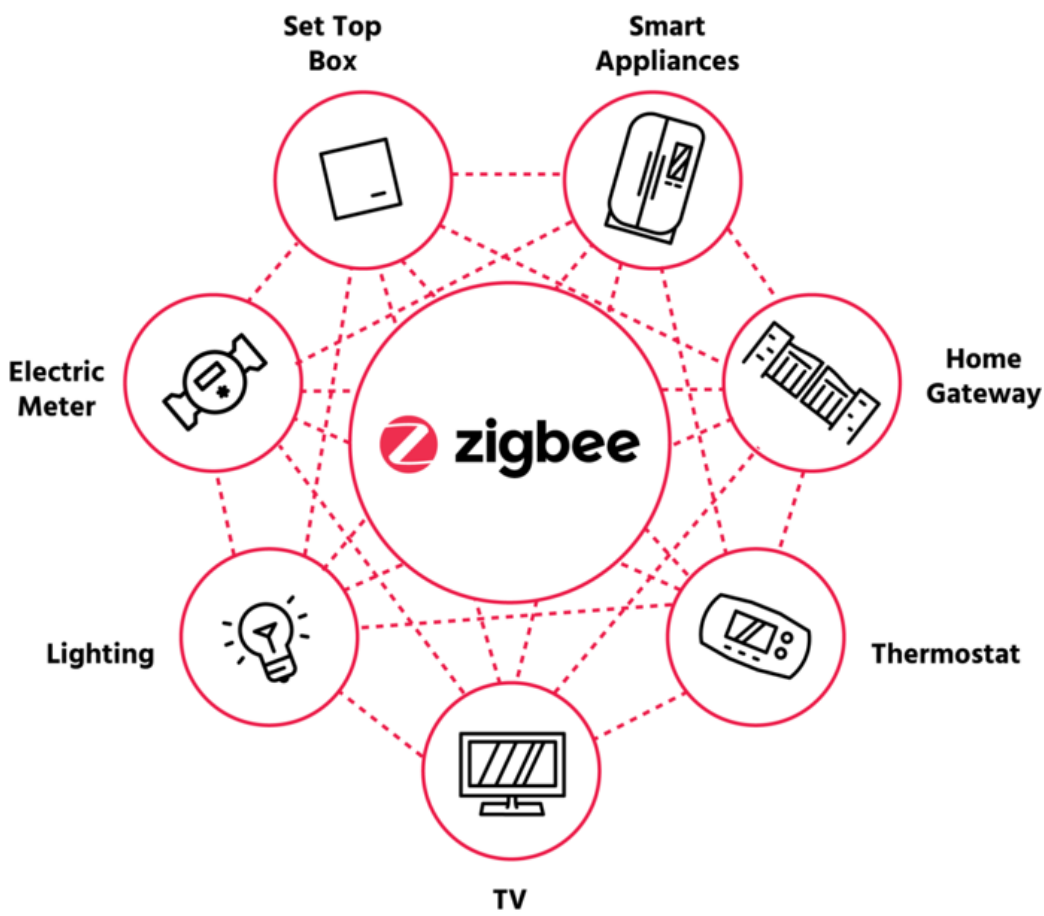 Set Top
Box
Smart
Appliances
Electric
Meter
Home
Gateway
zigbee
Lighting
Thermostat
TV